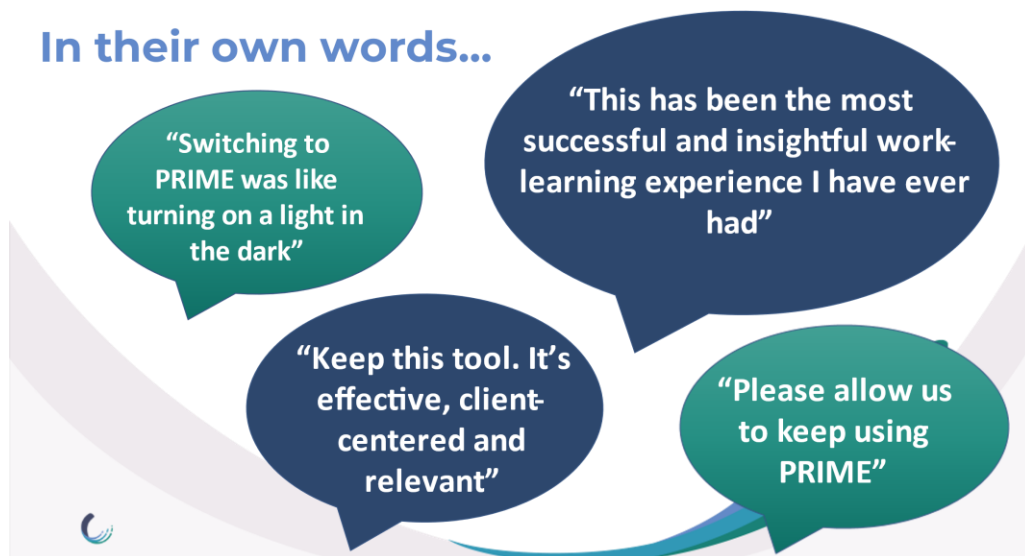 In their own words...
“Switching to
PRIME was like
turning on a light in
the dark”
“This has been the most
successful and insightful work-
learning experience I have ever
had”
“Keep this tool. It’s
effective, client-
centered and
relevant”
“Please allow us
to keep using
PRIME”